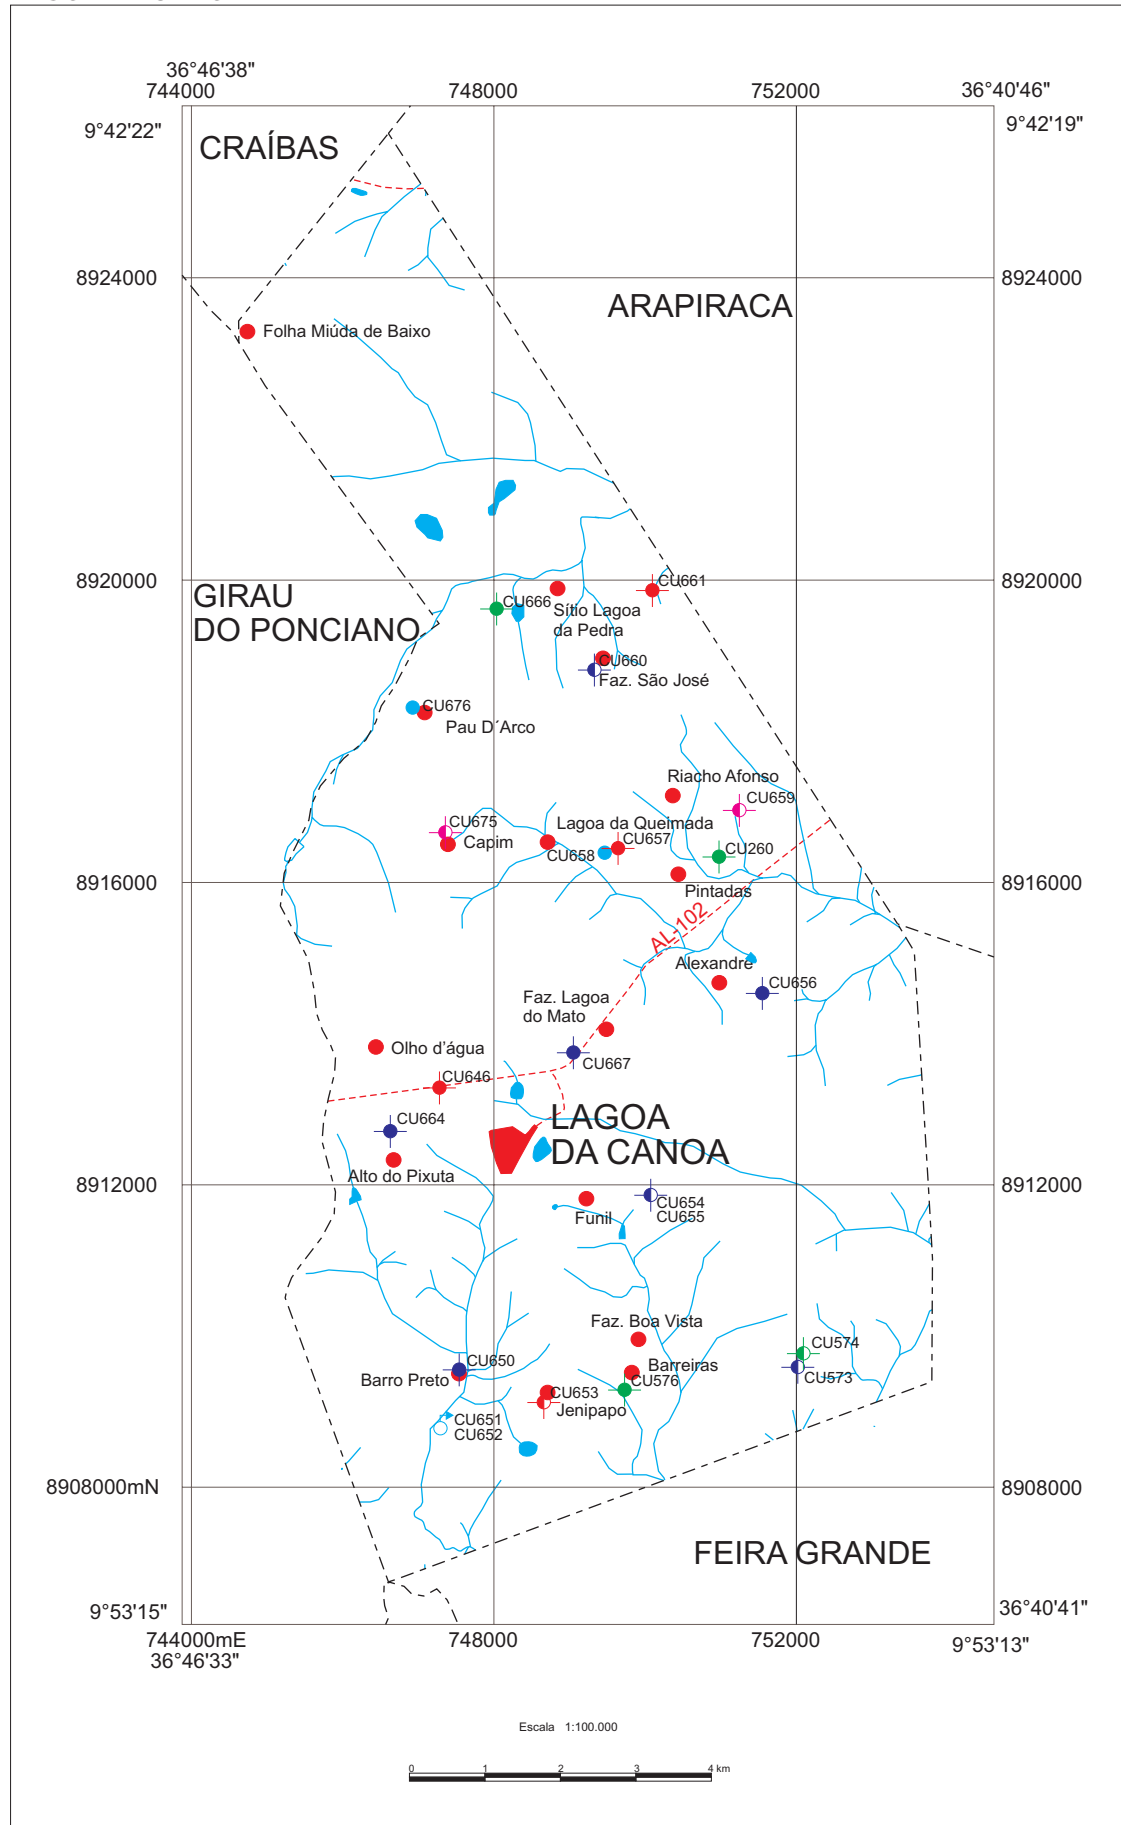 36°46'38"
744000
748000
752000
36°40'46"
9°42'22"
9°42'19"
CRAÍBAS
8924000
8924000
ARAPIRACA
Folha Miúda de Baixo
8920000
8920000
GIRAU
DO PONCIANO
CU666
CU661
Sítio Lagoa
da Pedra
CU660
Faz. São José
CU676
Pau D´Arco
Riacho Afonso
CU659
CU675
Capim
Lagoa da Queimada
CU657
CU658
CU260
8916000
8916000
Pintadas
AL-102
Alexandre
CU656
Faz. Lagoa
do Mato
Olho d'água
CU667
CU646
CU664
LAGOA
DA CANOA
Alto do Pixuta
8912000
8912000
CU654
CU655
Funil
Faz. Boa Vista
CU574
CU650
Barro Preto
Barreiras
CU573
CU576
CU653
Jenipapo
CU651
CU652
8908000mN
8908000
FEIRA GRANDE
9°53'15"
36°40'41"
744000mE
748000
752000
9°53'13"
36°46'33"
Escala 1:100.000
0 1 2 3 4 km